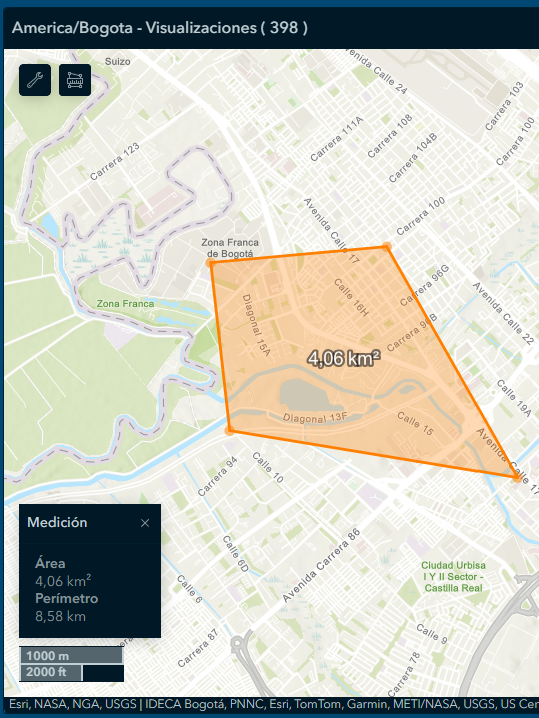 America/Bogota - Visualizaciones ( 398 )
Suizo
Avenida Calle 24
Carrera 103
Carrera 100
Carrera 111A
Carrera 108
Carrera 104B
Carrera 123
Avenida Calle 17
Carrera 100
Zona Franca
de Bogotá
Carrera 96G
Calle 16H
Zona Franca
Diagonal 15A
Avenida Calle 22
4,06 km²
Calle 19A
Diagonal 13F
Calle 15
Avenida Calle 17
Carrera 94
Calle 10
Medición
Área
4,06 km²
Perímetro
8,58 km
Avenida Carrera 86
Calle 6D
Ciudad Urbisa
I Y II Sector -
Castilla Real
Calle 6
Calle 9
Carrera 87
Carrera 78
1000 m
2000 ft
Esri, NASA, NGA, USGS | IDECA Bogotá, PNNC, Esri, TomTom, Garmin, METI/NASA, USGS, US Cen